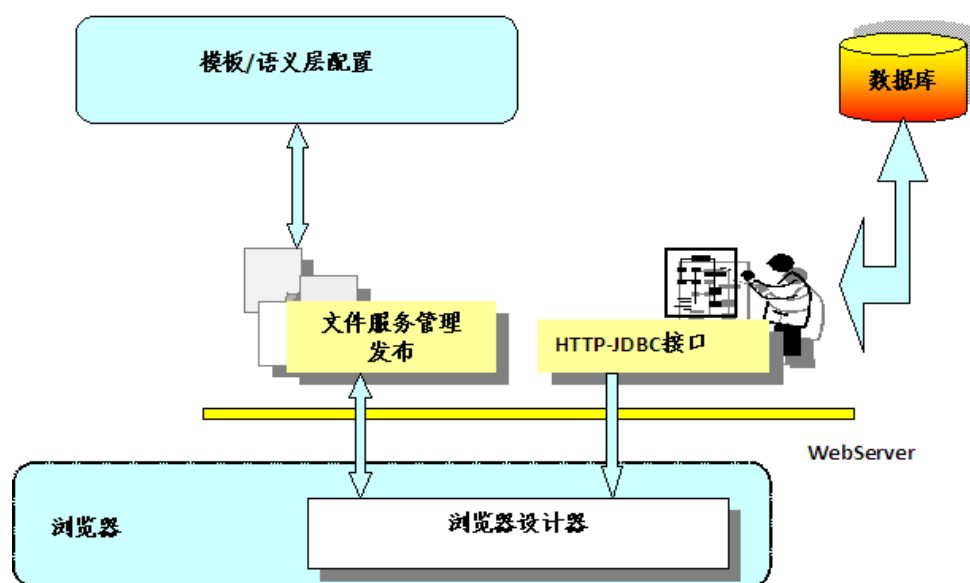 模板/语义层配置
数据库
文件服务管理
发布
HTTP-JDBC接口
WebServer
浏览器
浏览器设计器